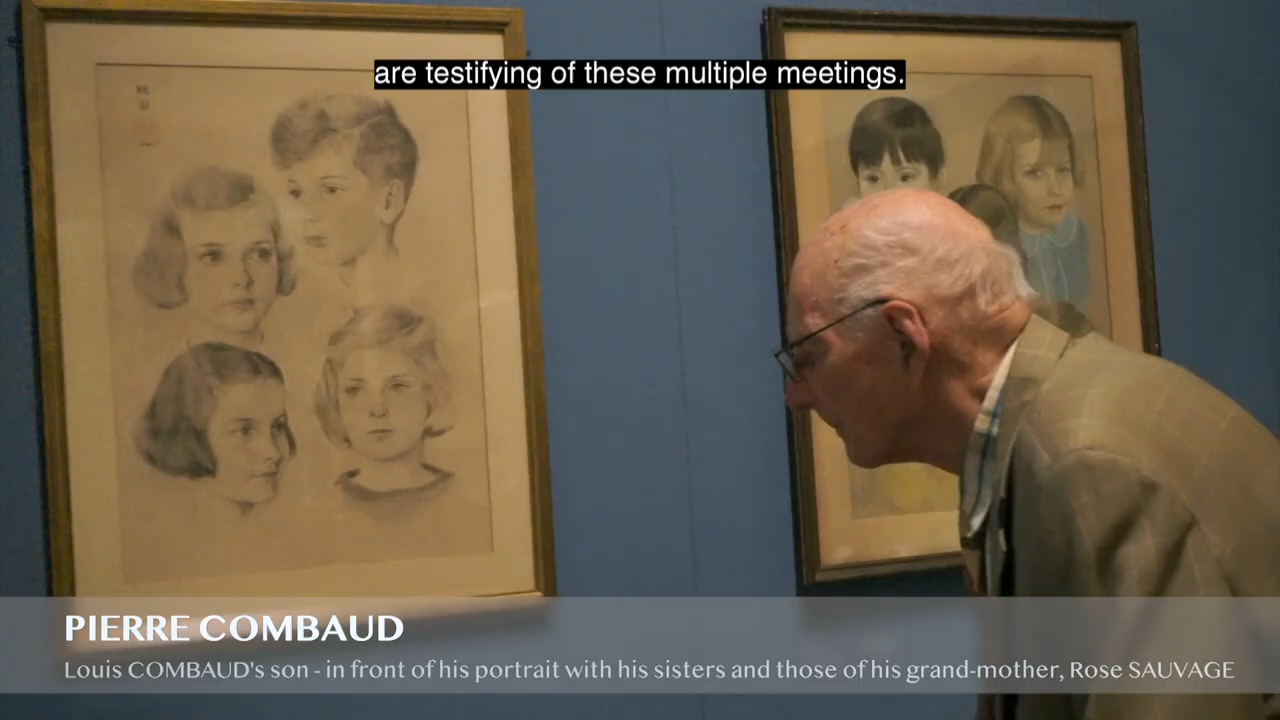 are testifying of these multiple meetings.
PIERRE COMBAUD
Louis COMBAUD's son - in front of his portrait with his sisters and those of his grand-mother, Rose SAUVAGE